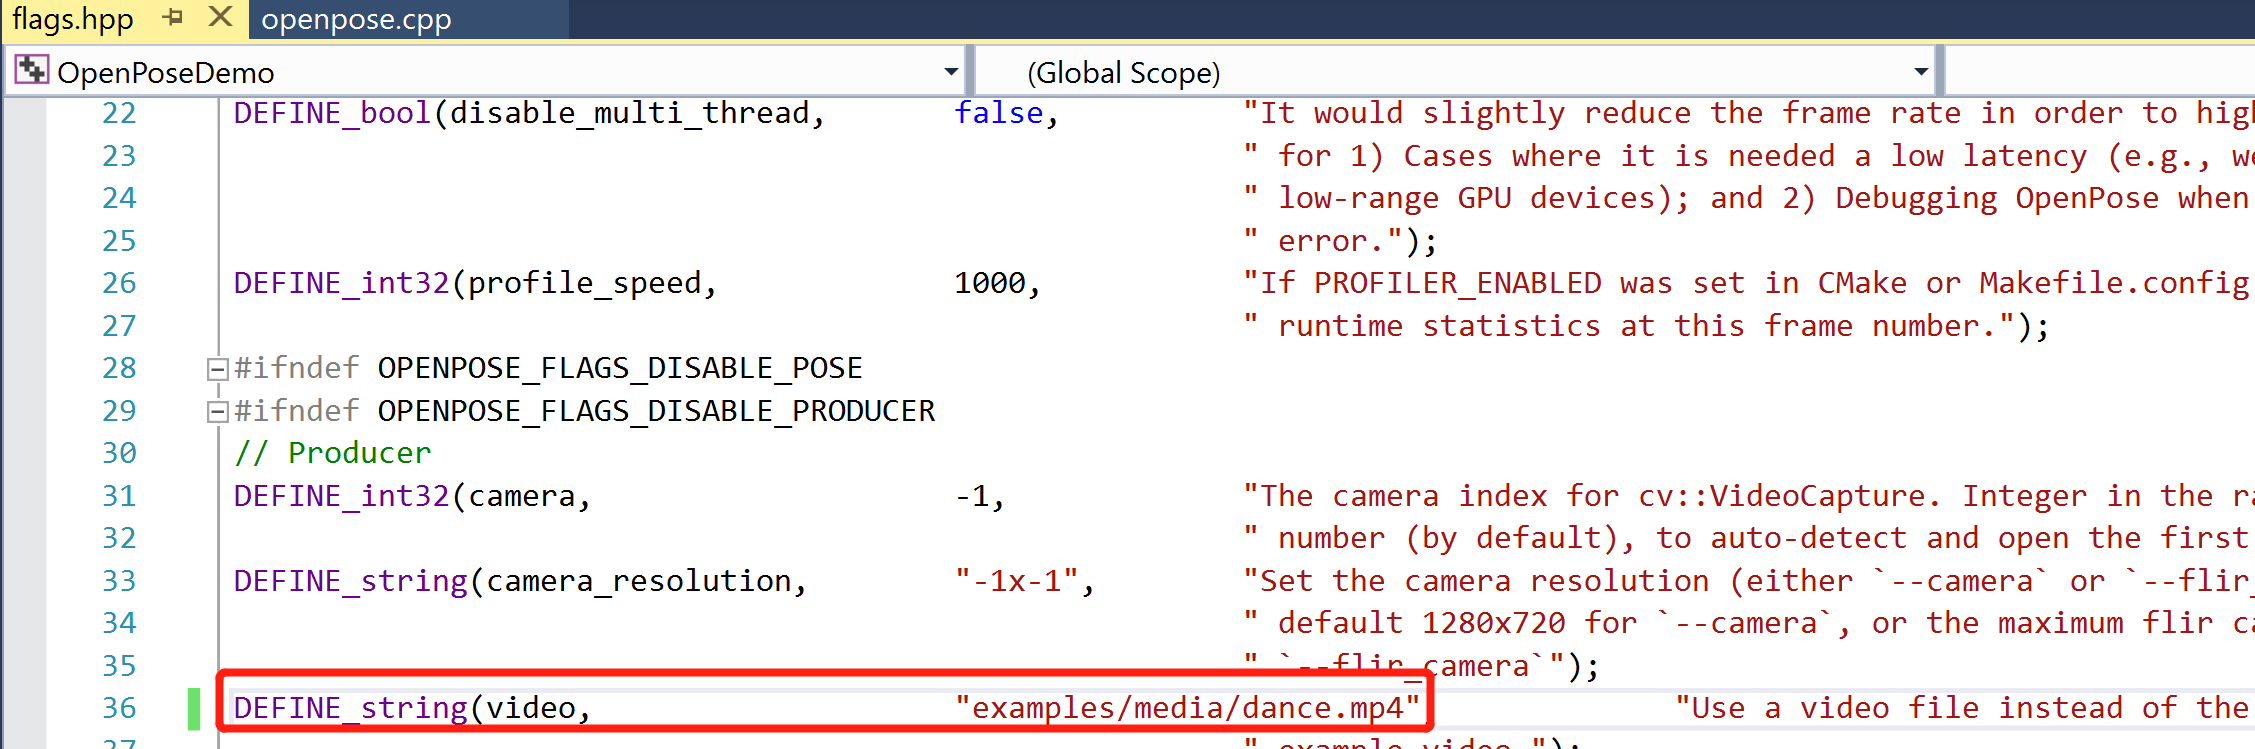 flags.hpp openpose.cpp
OpenPoseDemo (Global Scope)
22 DEFINE_bool(disable_multi_thread, false, "It would slightly reduce the frame rate in order to high
23 " for 1) Cases where it is needed a low latency (e.g., we
24 " low-range GPU devices); and 2) Debugging OpenPose when
25 " error.");
26 DEFINE_int32(profile_speed, 1000, "If PROFILER_ENABLED was set in CMake or Makefile.config
27 " runtime statistics at this frame number.");
28 #ifndef OPENPOSE_FLAGS_DISABLE_POSE
29 #ifndef OPENPOSE_FLAGS_DISABLE_PRODUCER
30 // Producer
31 DEFINE_int32(camera, -1, "The camera index for cv::VideoCapture. Integer in the ra
32 " number (by default), to auto-detect and open the first
33 DEFINE_string(camera_resolution, "-1x-1", "Set the camera resolution (either `--camera` or `--flir_
34 " default 1280x720 for `--camera`, or the maximum flir ca
35 " `--flir_camera`");
36 DEFINE_string(video, "examples/media/dance.mp4" "Use a video file instead of the
37 " example video.");